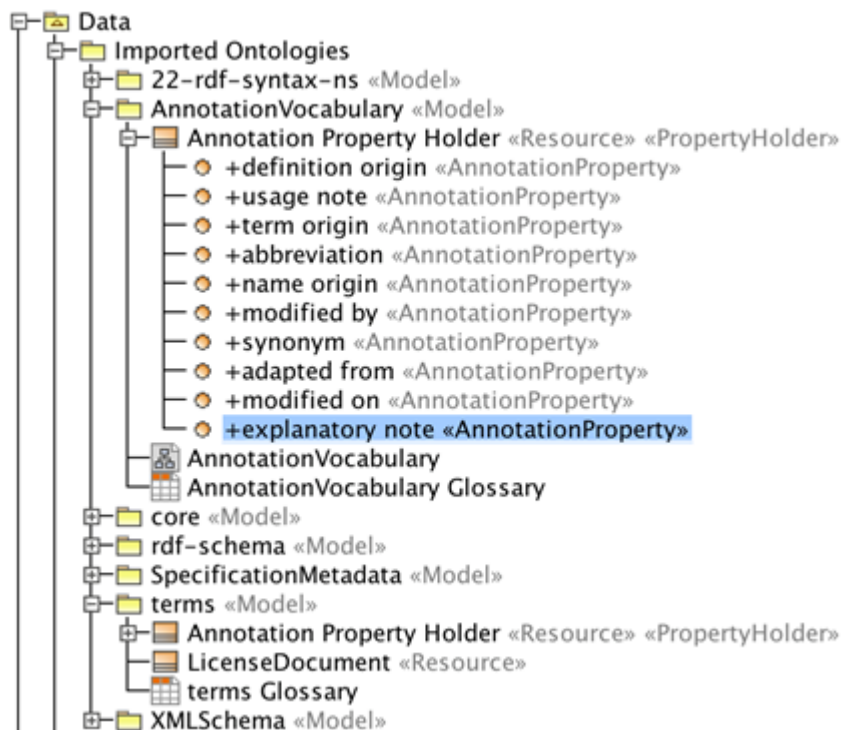 Data
Imported Ontologies
22-rdf-syntax-ns «Model»
AnnotationVocabulary «Model»
Annotation Property Holder «Resource» «PropertyHolder»
+definition origin «AnnotationProperty»
+usage note «AnnotationProperty»
+term origin «AnnotationProperty»
+abbreviation «AnnotationProperty»
+name origin «AnnotationProperty»
+modified by «AnnotationProperty»
+synonym «AnnotationProperty»
+adapted from «AnnotationProperty»
+modified on «AnnotationProperty»
+explanatory note «AnnotationProperty»
AnnotationVocabulary
AnnotationVocabulary Glossary
core «Model»
rdf-schema «Model»
SpecificationMetadata «Model»
terms «Model»
Annotation Property Holder «Resource» «PropertyHolder»
LicenseDocument «Resource»
terms Glossary
XMLSchema «Model»